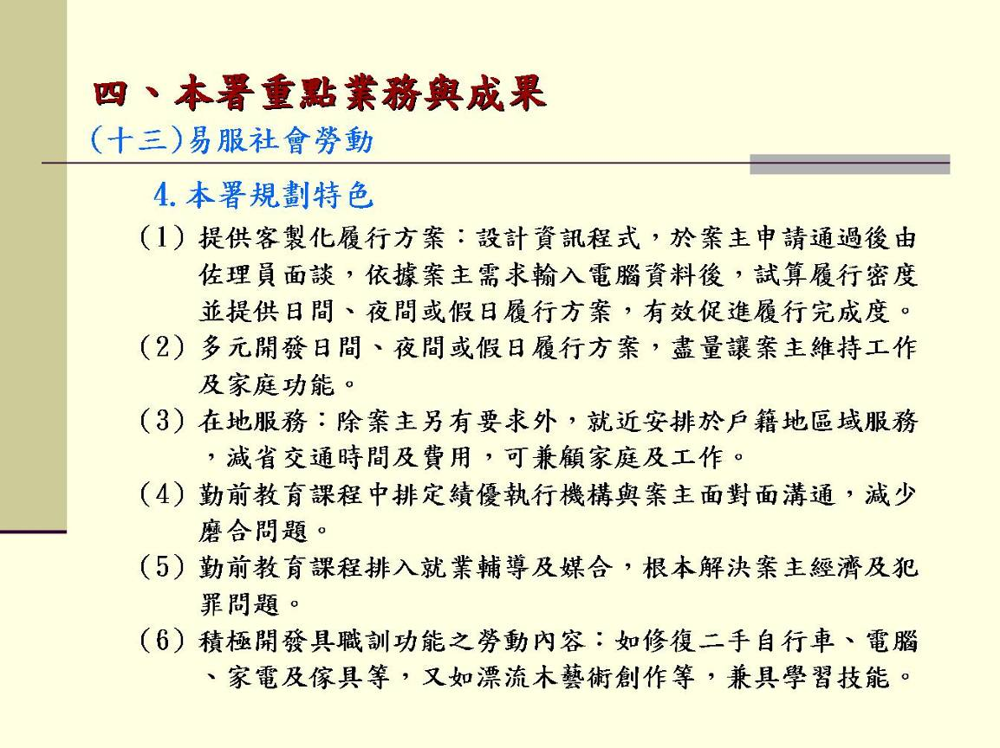 四、本署重點業務與成果
(十三)易服社會勞動
4.本署規劃特色
(1)提供客製化履行方案：設計資訊程式，於案主申請通過後由
佐理員面談，依據案主需求輸入電腦資料後，試算履行密度
並提供日間、夜間或假日履行方案，有效促進履行完成度。
(2)多元開發日間、夜間或假日履行方案，盡量讓案主維持工作
及家庭功能。
(3)在地服務：除案主另有要求外，就近安排於戶籍地區域服務
，減省交通時間及費用，可兼顧家庭及工作。
(4)勤前教育課程中排定績優執行機構與案主面對面溝通，減少
磨合問題。
(5)勤前教育課程排入就業輔導及媒合，根本解決案主經濟及犯
罪問題。
(6)積極開發具職訓功能之勞動內容：如修復二手自行車、電腦
、家電及傢具等，又如漂流木藝術創作等，兼具學習技能。